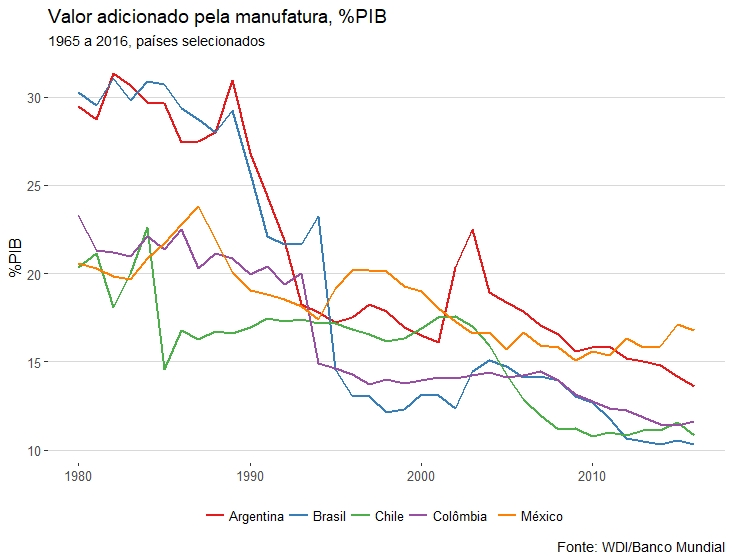 Valor adicionado pela manufatura, %PIB
1965 a 2016, países selecionados
%PIB
30
25
20
15
10
1980 1990 2000 2010
Argentina Brasil Chile Colômbia México
Fonte: WDI/Banco Mundial